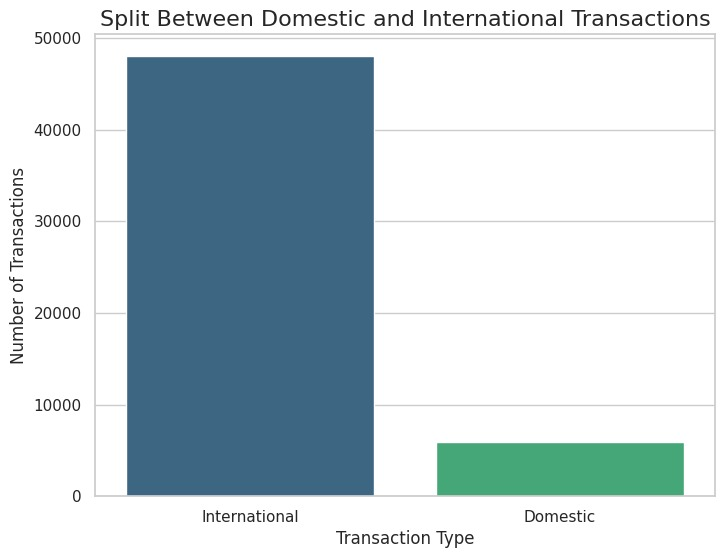 Split Between Domestic and International Transactions
50000
40000
30000
20000
10000
0
Number of Transactions
International Domestic
Transaction Type